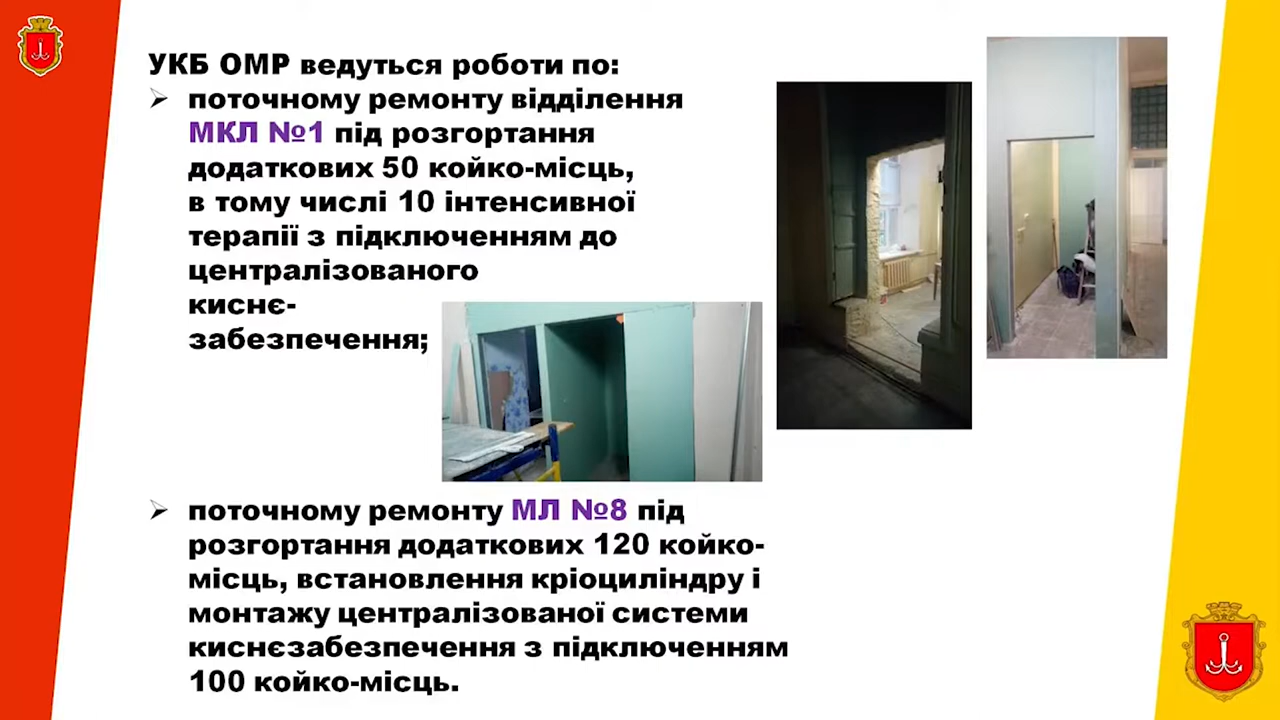 УКБ ОМР ведуться роботи по:
➢ поточному ремонту відділення
МКЛ №1 під розгортання
додаткових 50 койко-місць,
в тому числі 10 інтенсивної
терапії з підключенням до
централізованого
киснє-
забезпечення;
➢ поточному ремонту МЛ №8 під
розгортання додаткових 120 койко-
місць, встановлення кріоциліндру і
монтажу централізованої системи
киснєзабезпечення з підключенням
100 койко-місць.